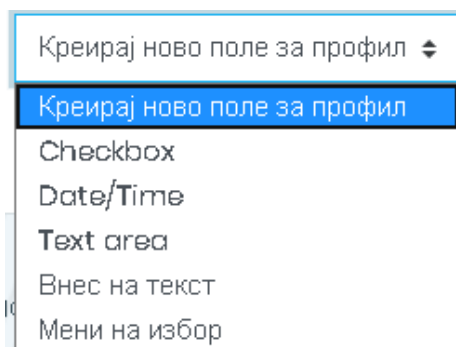 Креирај ново поле за профил
Креирај ново поле за профил
Checkbox
Date/Time
Text area
Внес на текст
Мени на избор